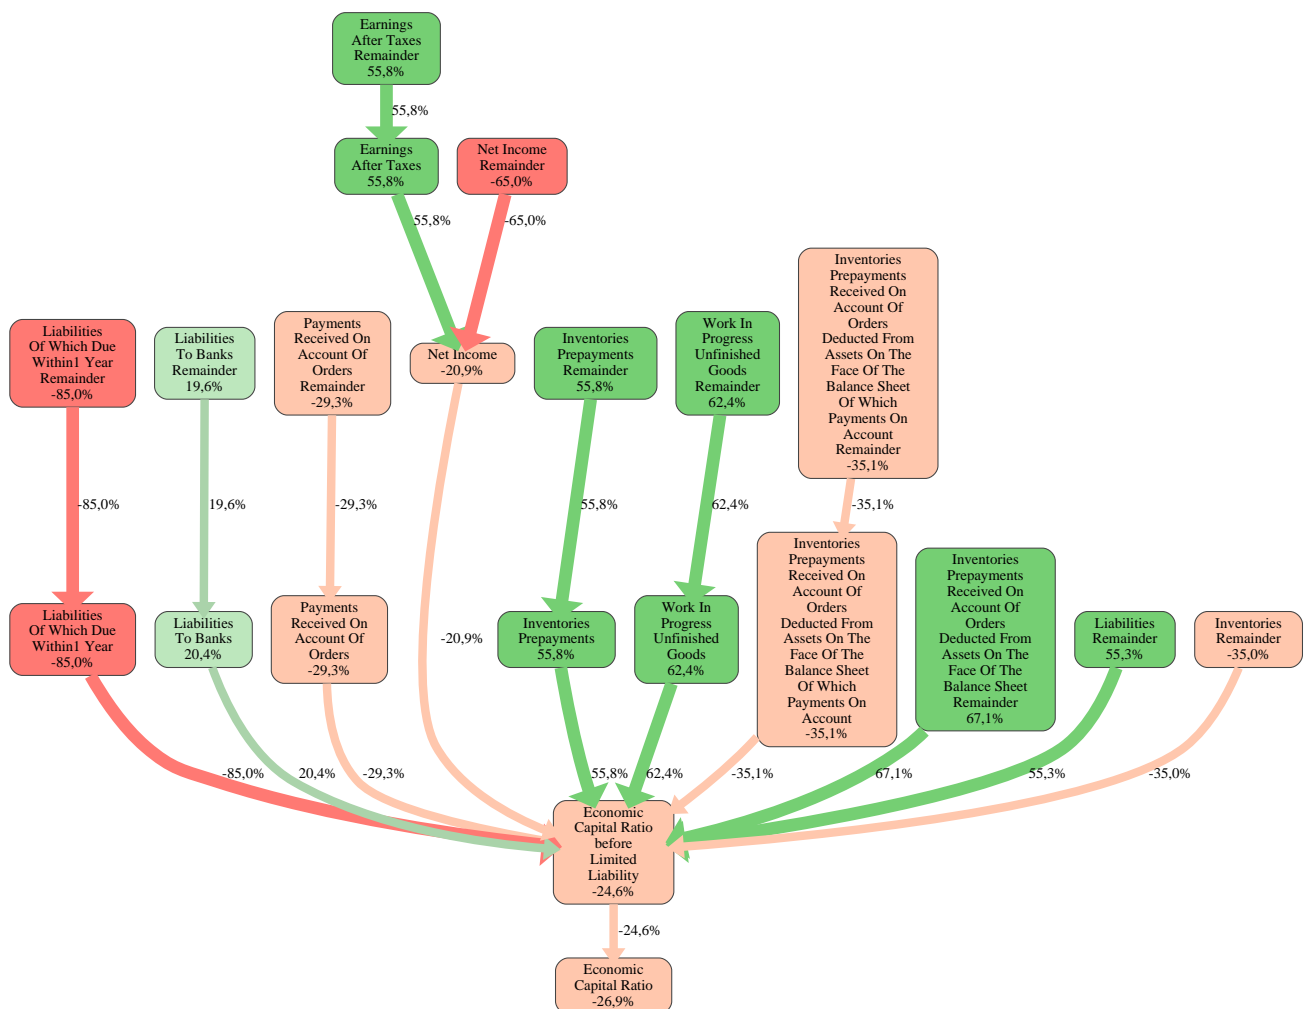 Earnings
After Taxes
Remainder
55,8%
55,8%
Earnings
After Taxes
55,8%
Net Income
Remainder
-65,0%
55,8%
-65,0%
Inventories
Prepayments
Received On
Account Of
Orders
Deducted From
Assets On The
Face Of The
Balance Sheet
Of Which
Payments On
Account
Remainder
-35,1%
Liabilities
Of Which Due
Within1 Year
Remainder
-85,0%
Liabilities
To Banks
Remainder
19,6%
Payments
Received On
Account Of
Orders
Remainder
-29,3%
Net Income
-20,9%
Inventories
Prepayments
Remainder
55,8%
Work In
Progress
Unfinished
Goods
Remainder
62,4%
-85,0%
19,6%
-29,3%
55,8%
62,4%
-35,1%
Liabilities
Of Which Due
Within1 Year
-85,0%
Liabilities
To Banks
20,4%
Payments
Received On
Account Of
Orders
-29,3%
-20,9%
Inventories
Prepayments
55,8%
Work In
Progress
Unfinished
Goods
62,4%
Inventories
Prepayments
Received On
Account Of
Orders
Deducted From
Assets On The
Face Of The
Balance Sheet
Of Which
Payments On
Account
-35,1%
Inventories
Prepayments
Received On
Account Of
Orders
Deducted From
Assets On The
Face Of The
Balance Sheet
Remainder
67,1%
Liabilities
Remainder
55,3%
Inventories
Remainder
-35,0%
-85,0%
20,4%
-29,3%
55,8%
62,4%
-35,1%
67,1%
55,3%
-35,0%
Economic
Capital Ratio
before
Limited
Liability
-24,6%
-24,6%
Economic
Capital Ratio
-26,9%